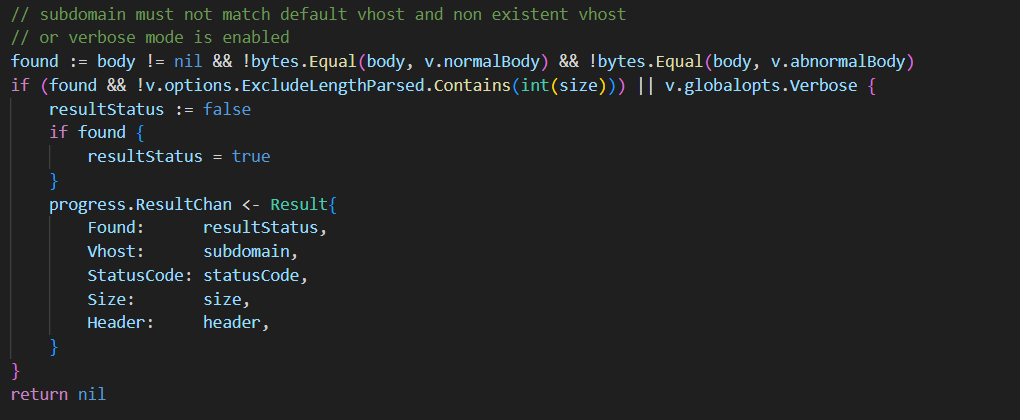 // subdomain must not match default vhost and non existent vhost
// or verbose mode is enabled
found := body != nil && !bytes.Equal(body, v.normalBody) && !bytes.Equal(body, v.abnormalBody)
if (found && !v.options.ExcludeLengthParsed.Contains(int(size))) || v.globalopts.Verbose {
    resultStatus := false
    if found {
        resultStatus = true
    }
    progress.ResultChan <- Result{
        Found:      resultStatus,
        Vhost:      subdomain,
        StatusCode: statusCode,
        Size:       size,
        Header:     header,
    }
}
return nil